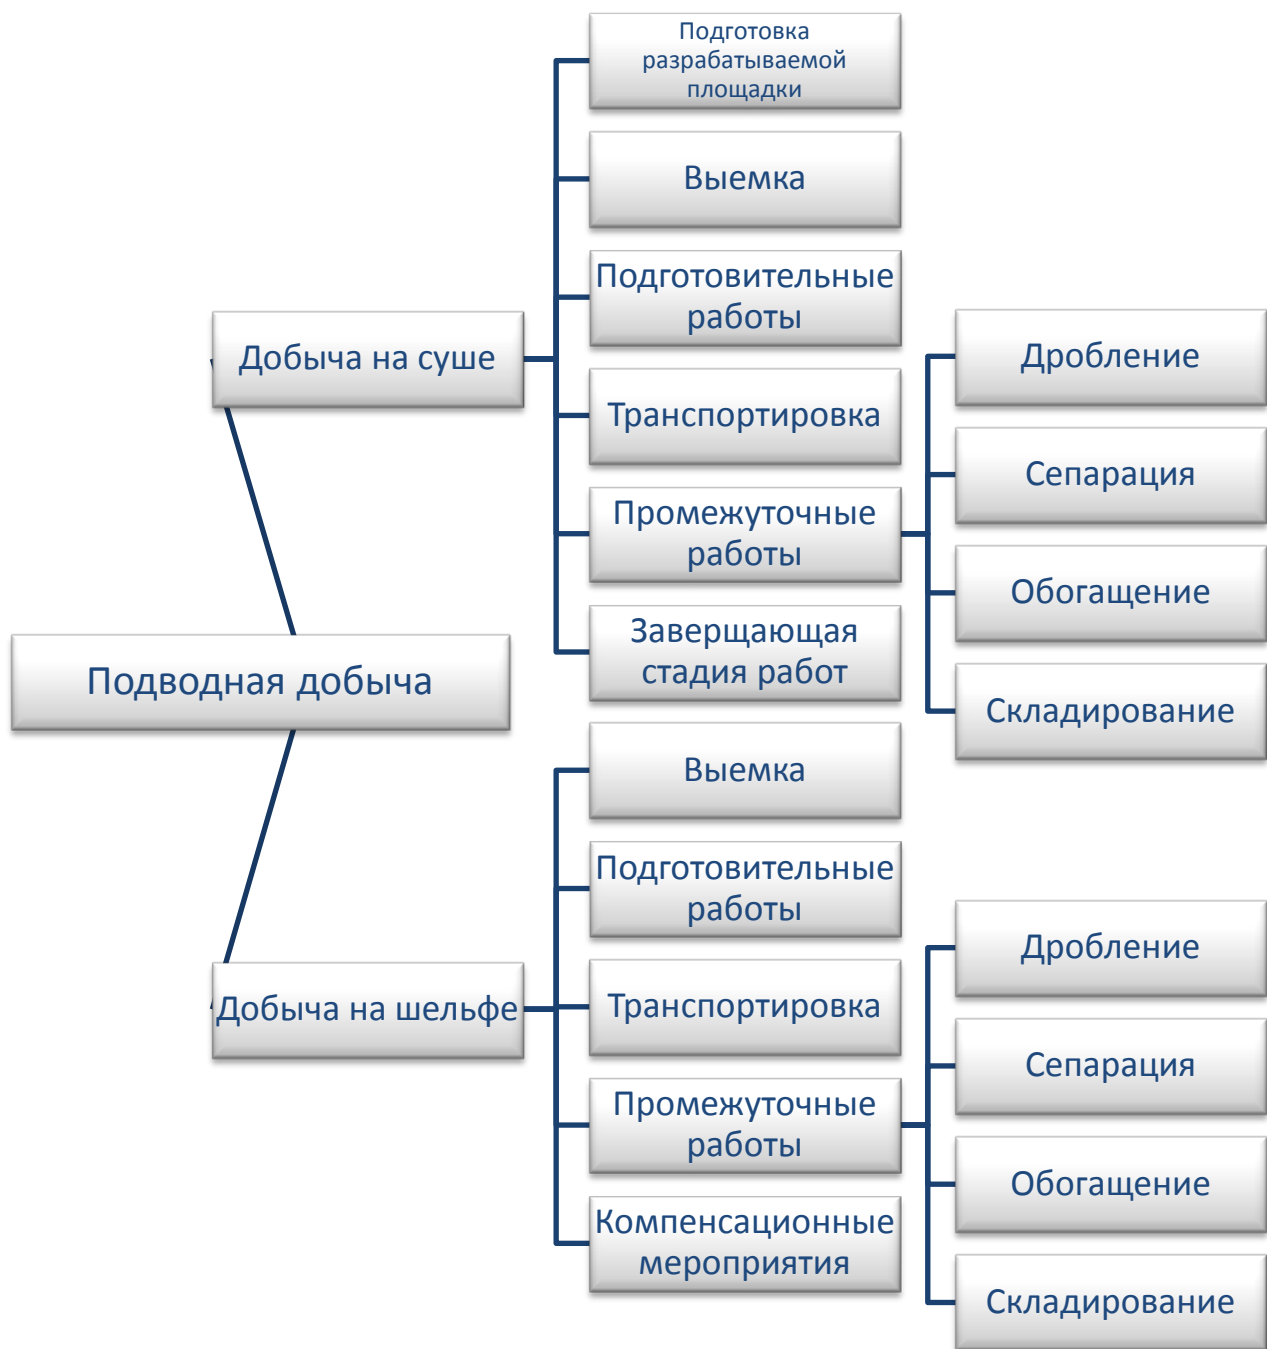 Подготовка
разрабатываемой
площадки
Выемка
Подготовительные
работы
Добыча на суше
Транспортировка
Промежуточные
работы
Дробление
Сепарация
Обогащение
Складирование
Заверщающая
стадия работ
Подводная добыча
Выемка
Подготовительные
работы
Добыча на шельфе
Транспортировка
Промежуточные
работы
Дробление
Сепарация
Обогащение
Складирование
Компенсационные
мероприятия